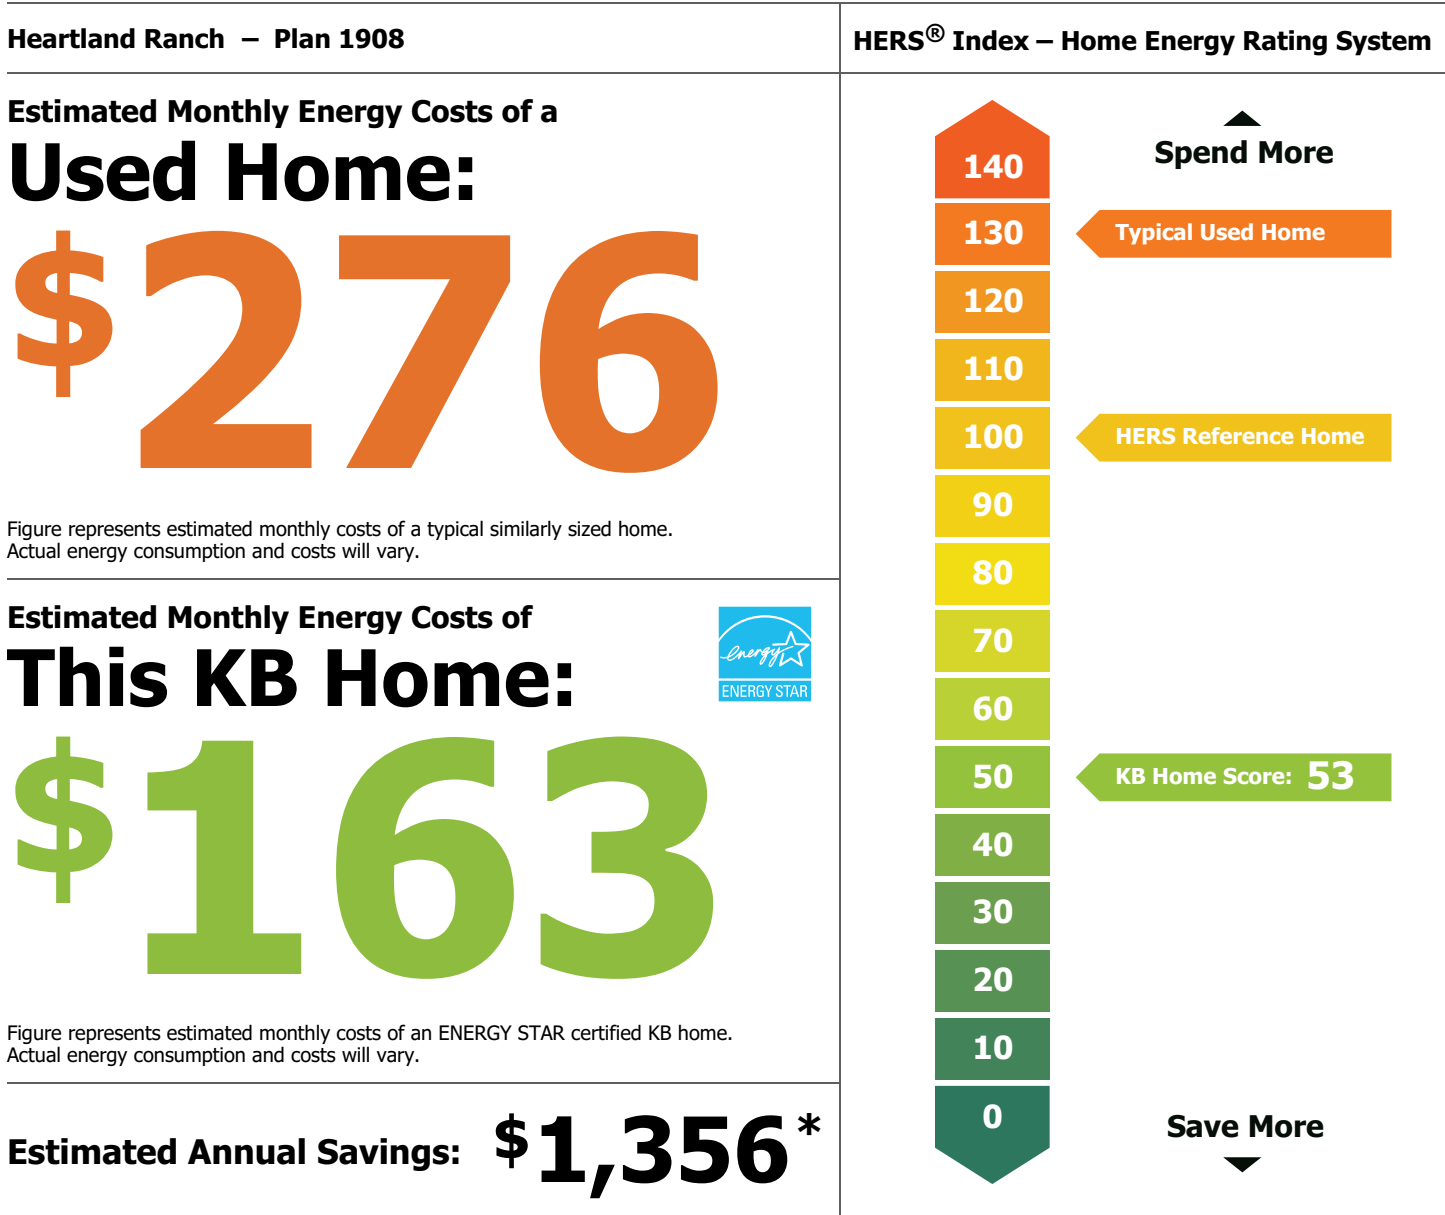 Heartland Ranch – Plan 1908
Estimated Monthly Energy Costs of a
Used Home:
$276
Figure represents estimated monthly costs of a typical similarly sized home.
Actual energy consumption and costs will vary.
Estimated Monthly Energy Costs of
This KB Home:
energy
ENERGY STAR
$163
Figure represents estimated monthly costs of an ENERGY STAR certified KB home.
Actual energy consumption and costs will vary.
Estimated Annual Savings: $1,356*
HERS® Index – Home Energy Rating System
Spend More
140
130
Typical Used Home
120
110
100
HERS Reference Home
90
80
70
60
50
KB Home Score: 53
40
30
20
10
0
Save More